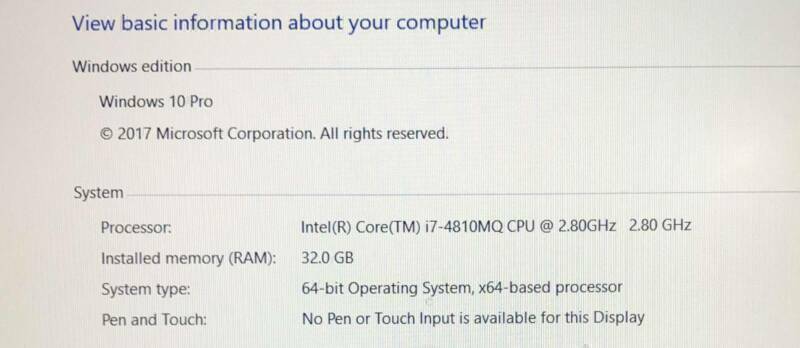 View basic information about your computer
Windows edition
Windows 10 Pro
© 2017 Microsoft Corporation. All rights reserved.
System
Processor: Intel(R) Core(TM) i7-4810MQ CPU @ 2.80GHz 2.80 GHz
Installed memory (RAM): 32.0 GB
System type: 64-bit Operating System, x64-based processor
Pen and Touch: No Pen or Touch Input is available for this Display